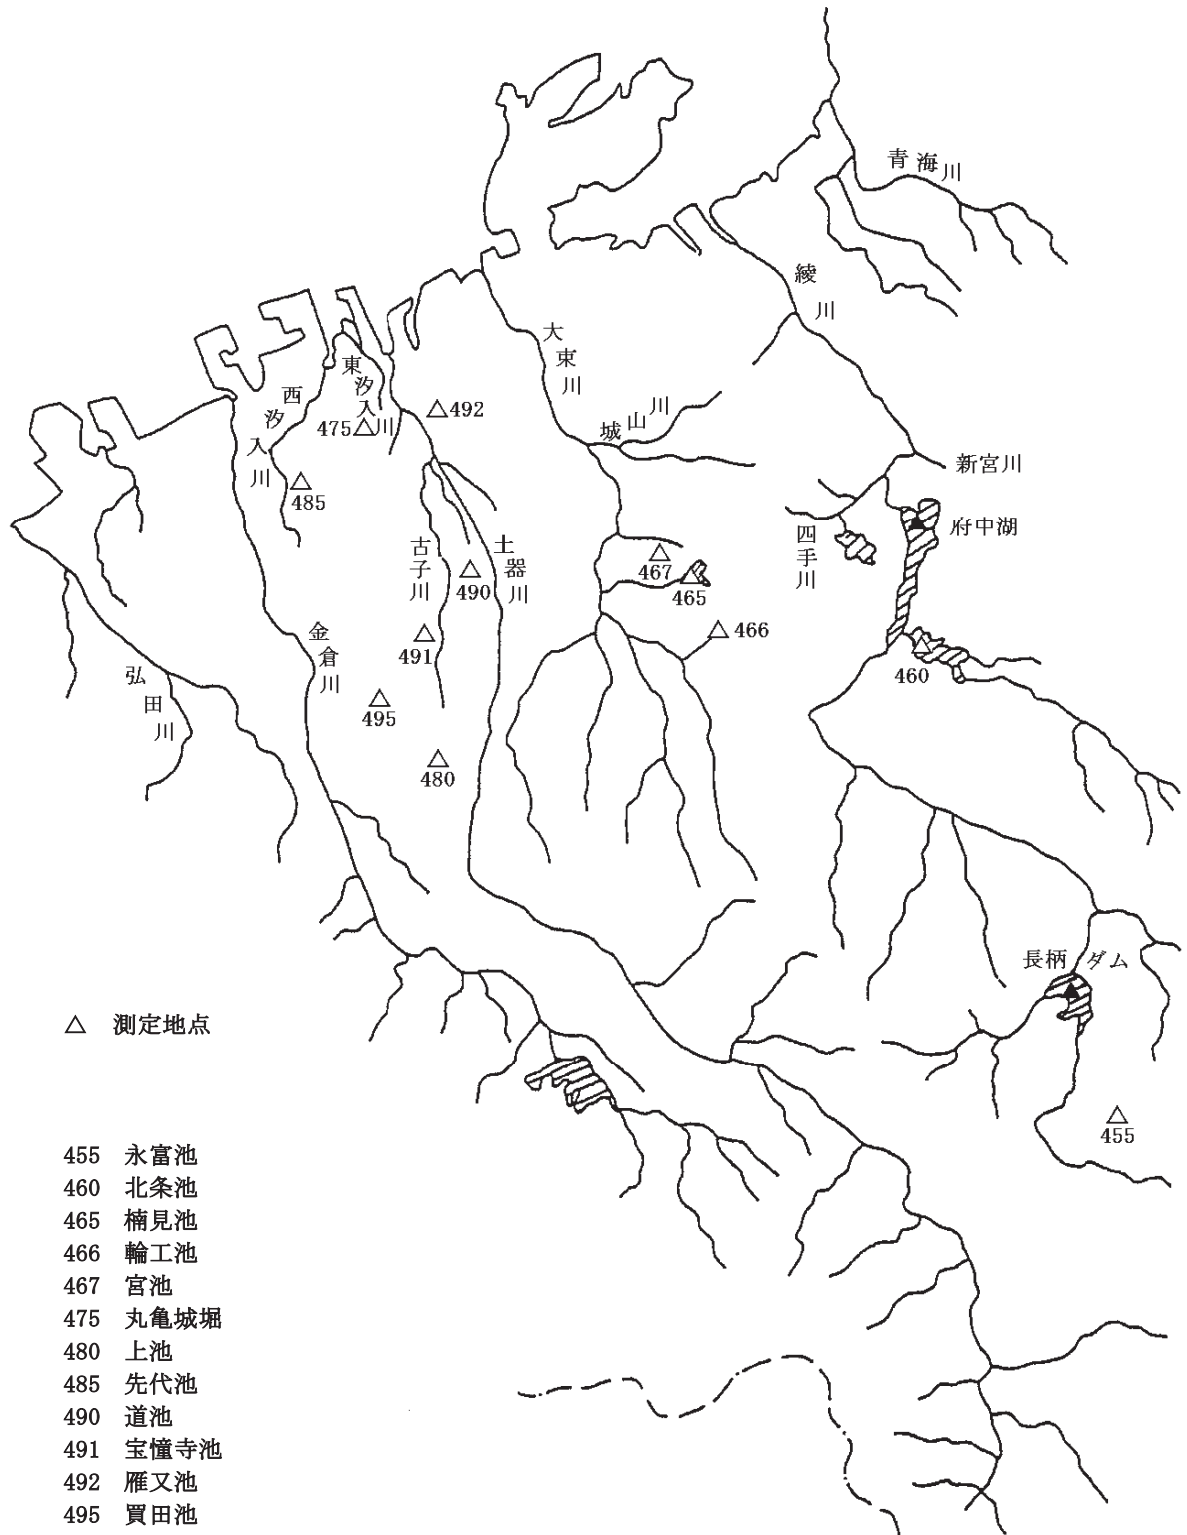 青海川
綾川
大東川
東汐入川
西汐入川
492
475
城山川
新宮川
485
府中湖
四手川
古子川
土器川
467
490
465
466
491
金倉川
460
弘田川
495
480
長柄ダム
455
△ 測定地点
455 永富池
460 北条池
465 楠見池
466 輪工池
467 宮池
475 丸亀城堀
480 上池
485 先代池
490 道池
491 宝憧寺池
492 雁又池
495 買田池